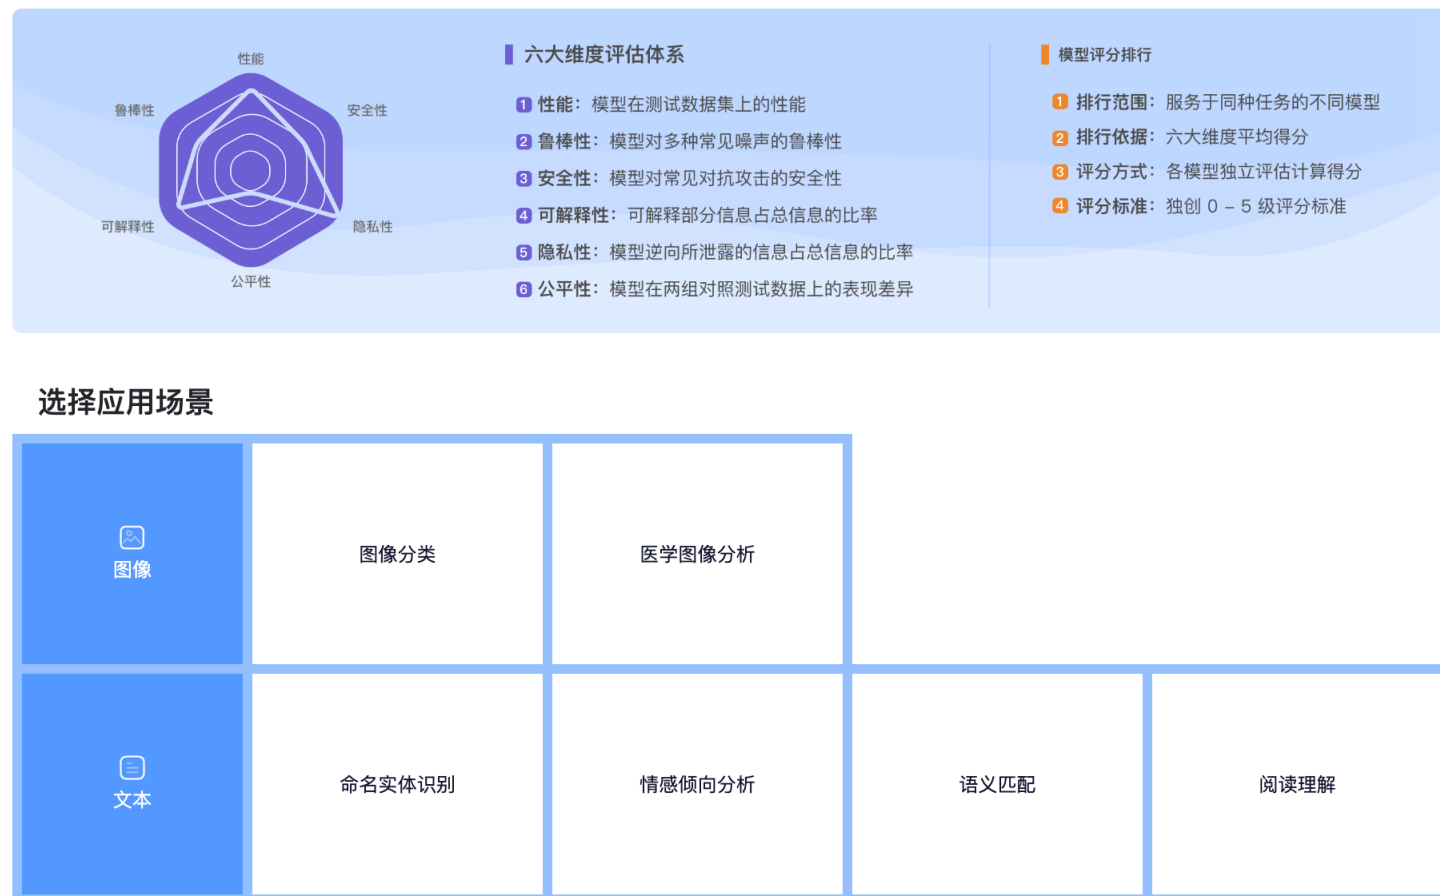 性能
鲁棒性
安全性
可解释性
隐私性
公平性
六大维度评估体系
1 性能：模型在测试数据集上的性能
2 鲁棒性：模型对多种常见噪声的鲁棒性
3 安全性：模型对常见对抗攻击的安全性
4 可解释性：可解释部分信息占总信息的比率
5 隐私性：模型逆向所泄露的信息占总信息的比率
6 公平性：模型在两组对照测试数据上的表现差异
模型评分排行
1 排行范围：服务于同种任务的不同模型
2 排行依据：六大维度平均得分
3 评分方式：各模型独立评估计算得分
4 评分标准：独创 0 – 5 级评分标准
选择应用场景
图像
图像分类
医学图像分析
文本
命名实体识别
情感倾向分析
语义匹配
阅读理解